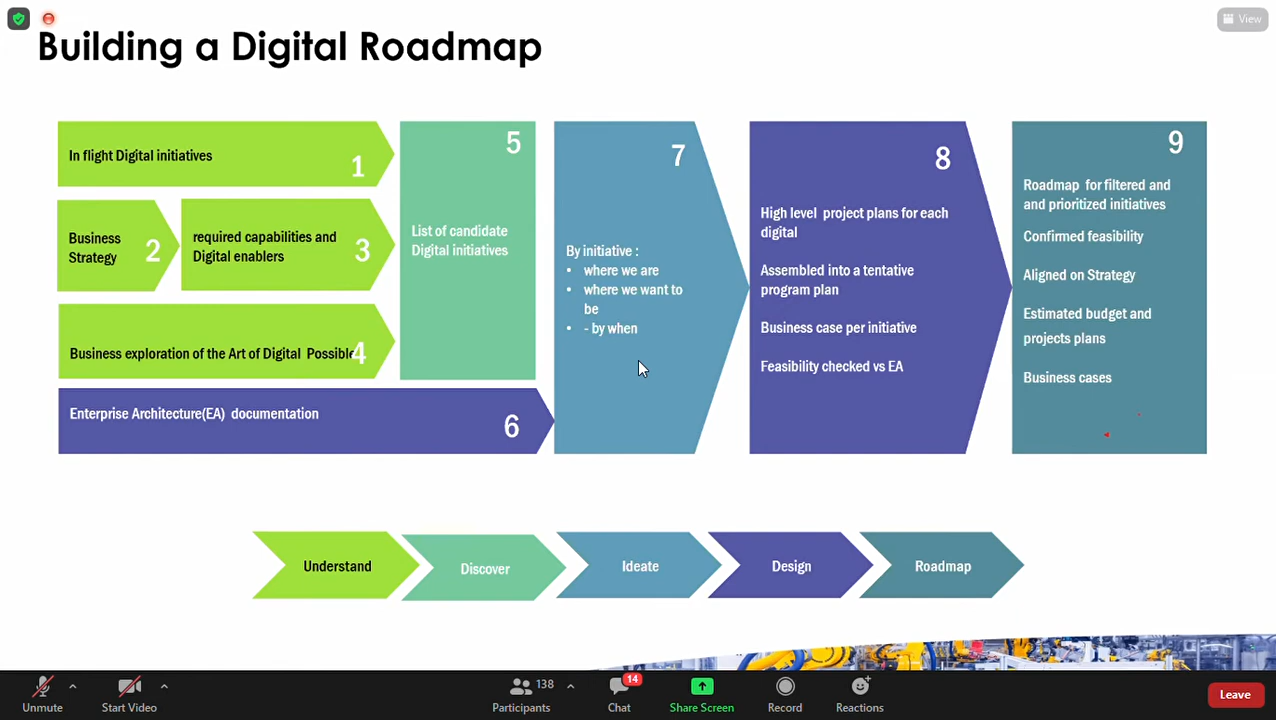 View
Building a Digital Roadmap
In flight Digital initiatives
1
Business
Strategy
2
required capabilities and
Digital enablers
3
Business exploration of the Art of Digital Possible
4
5
List of candidate
Digital initiatives
Enterprise Architecture(EA) documentation
6
7
By initiative :
• where we are
• where we want to
be
• - by when
8
High level project plans for each
digital
Assembled into a tentative
program plan
Business case per initiative
Feasibility checked vs EA
9
Roadmap for filtered and
and prioritized initiatives
Confirmed feasibility
Aligned on Strategy
Estimated budget and
projects plans
Business cases
Understand
Discover
Ideate
Design
Roadmap
Unmute
Start Video
138
Participants
14
Chat
Share Screen
Record
Reactions
Leave